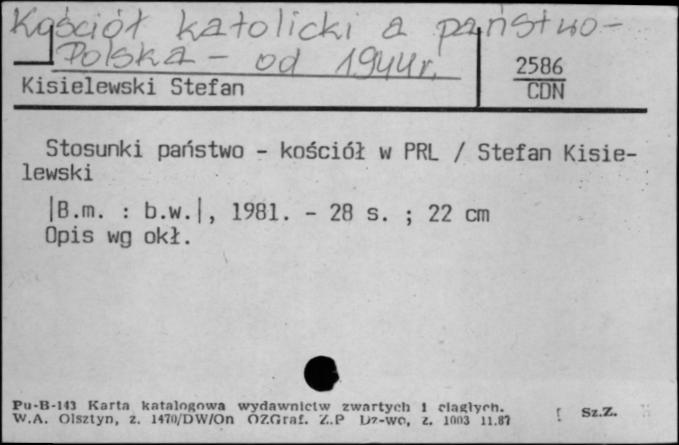 Kościół katolicki a państwo -
Polska - od 1944r.
2586
Kisielewski Stefan
CDN
Stosunki państwo - kościół w PRL / Stefan Kisie-
lewski
|B.m. : b.w.|, 1981. - 28 s. ; 22 cm
Opis wg okł.
Pu-B-143 Karta katalogowa wydawnictw zwartych i ciągłych.
W.A. Olsztyn, z. 1470/DW/On OZGraf. Z.P Dz-wo, z. 1003 11.87
Sz.Z.